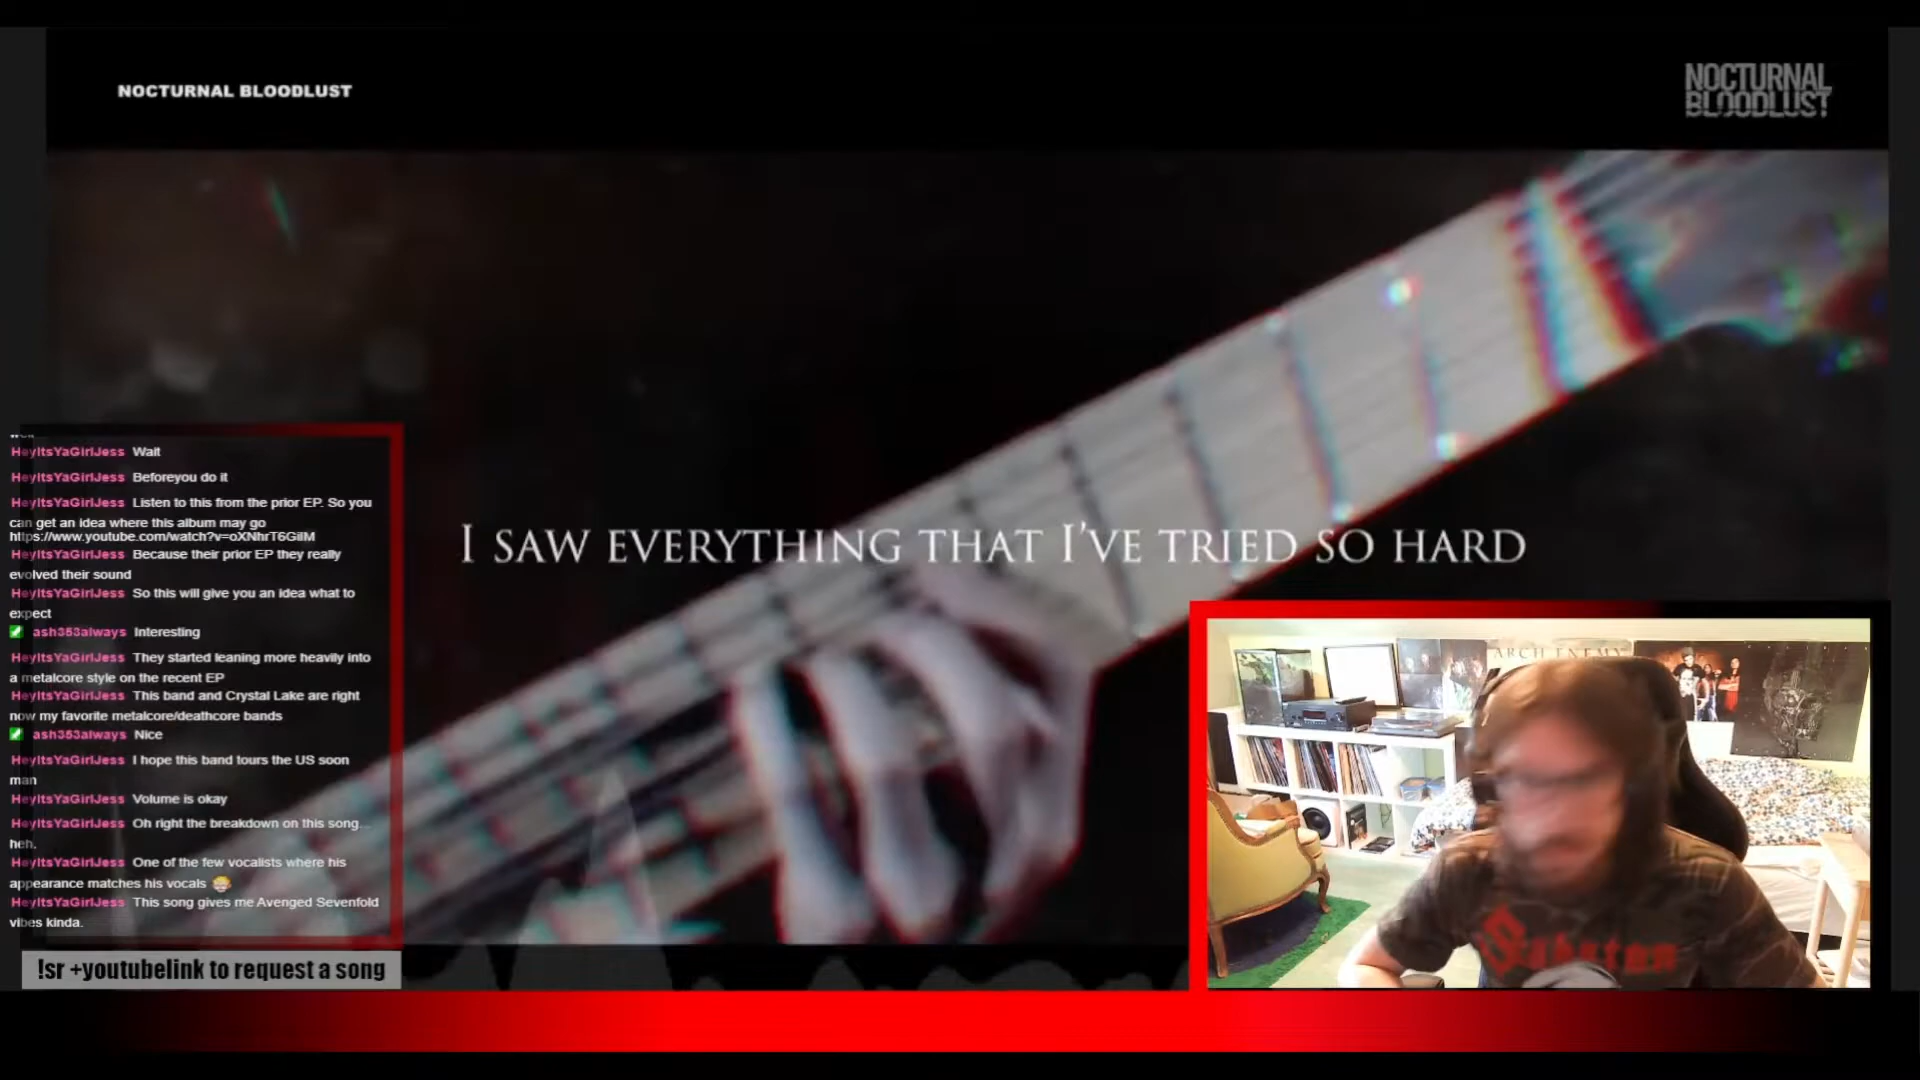 NOCTURNAL BLOODLUST
NOCTURNAL
BLOODLUST
HeyItsYaGirlJess Wait
HeyItsYaGirlJess Beforeyou do it
HeyItsYaGirlJess Listen to this from the prior EP. So you
can get an idea where this album may go
https://www.youtube.com/watch?v=oXNhrT6GilM
HeyItsYaGirlJess Because their prior EP they really
evolved their sound
HeyItsYaGirlJess So this will give you an idea what to
expect
ash353always Interesting
HeyItsYaGirlJess They started leaning more heavily into
a metalcore style on the recent EP
HeyItsYaGirlJess This band and Crystal Lake are right
now my favorite metalcore/deathcore bands
ash353always Nice
HeyItsYaGirlJess I hope this band tours the US soon
man
HeyItsYaGirlJess Volume is okay
HeyItsYaGirlJess Oh right the breakdown on this song...
heh.
HeyItsYaGirlJess One of the few vocalists where his
appearance matches his vocals
HeyItsYaGirlJess This song gives me Avenged Sevenfold
vibes kinda.
!sr +youtubelink to request a song
I SAW EVERYTHING THAT I'VE TRIED SO HARD
ARCH ENEMY
Sabaton